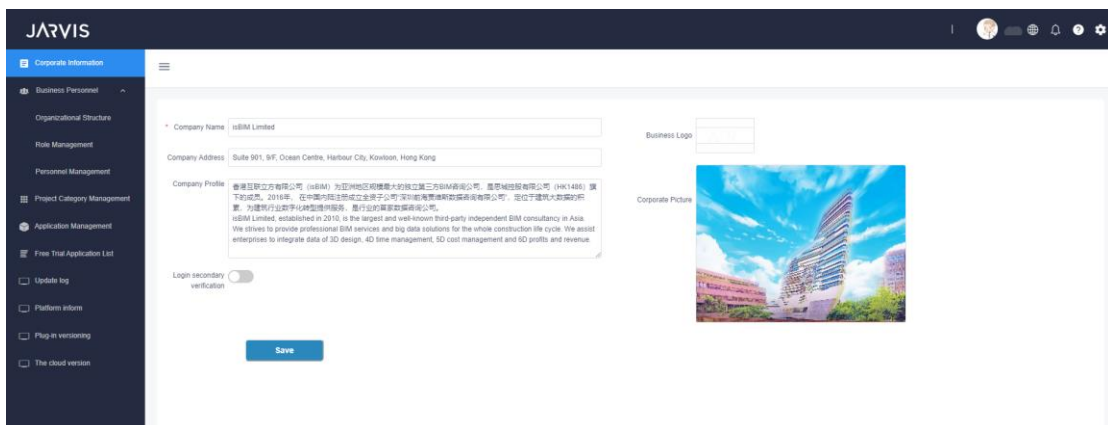 JARVIS
Corporate Information
Business Personnel
Organizational Structure
Role Management
Personnel Management
Project Category Management
Application Management
Free Trial Application List
Update log
Platform inform
Plug-in versioning
The cloud version
* Company Name
isBIM Limited
Company Address
Suite 901, 9/F, Ocean Centre, Harbour City, Kowloon, Hong Kong
Company Profile
香港互联立方有限公司（isBIM）为亚洲地区规模最大的独立第三方BIM咨询公司，是思城控股有限公司（HK1486）旗
下的成员。2016年，在中国内陆注册成立全资子公司“深圳前海贾维斯数据咨询有限公司”，定位于建筑大数据的积
累，为建筑行业数字化转型提供服务，是行业的首家数据咨询公司。
isBIM Limited, established in 2010, is the largest and well-known third-party independent BIM consultancy in Asia.
We strives to provide professional BIM services and big data solutions for the whole construction life cycle. We assist
enterprises to integrate data of 3D design, 4D time management, 5D cost management and 6D profits and revenue
Login secondary
verification
Save
Business Logo
Corporate Picture